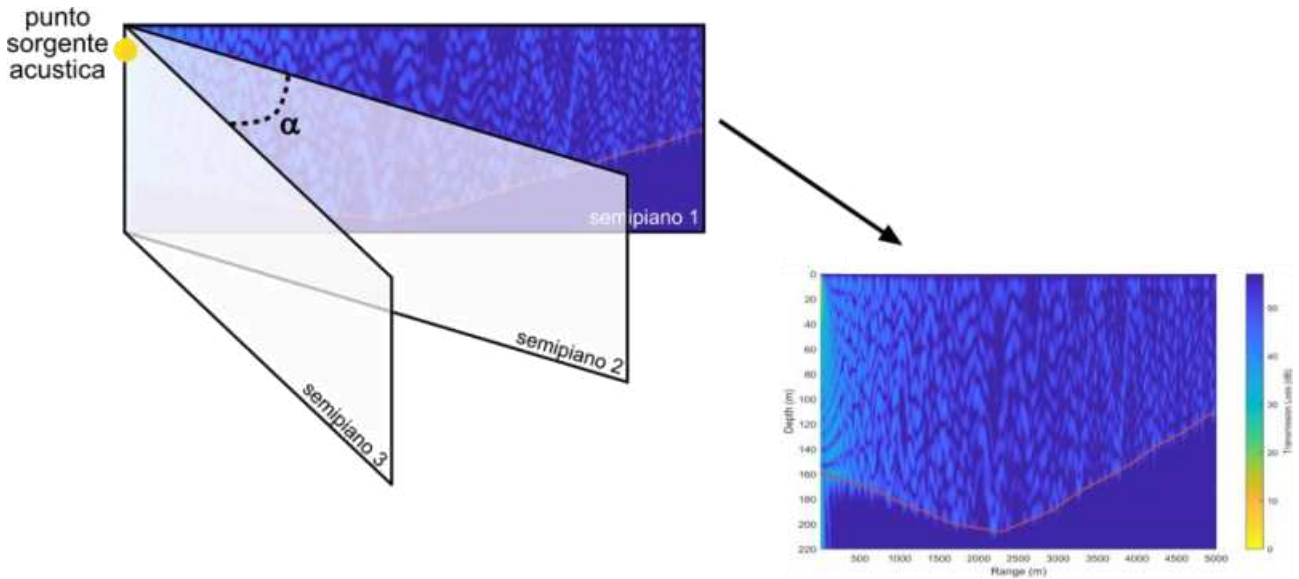 punto
sorgente
acustica
α
semipiano 1
semipiano 2
semipiano 3
0
20
40
60
80
100
120
140
160
180
200
220
Depth (m)
500
1000
1500
2000
2500
3000
3500
4000
4500
5000
Range (m)
50
40
30
20
10
0
Transmission Loss (dB)